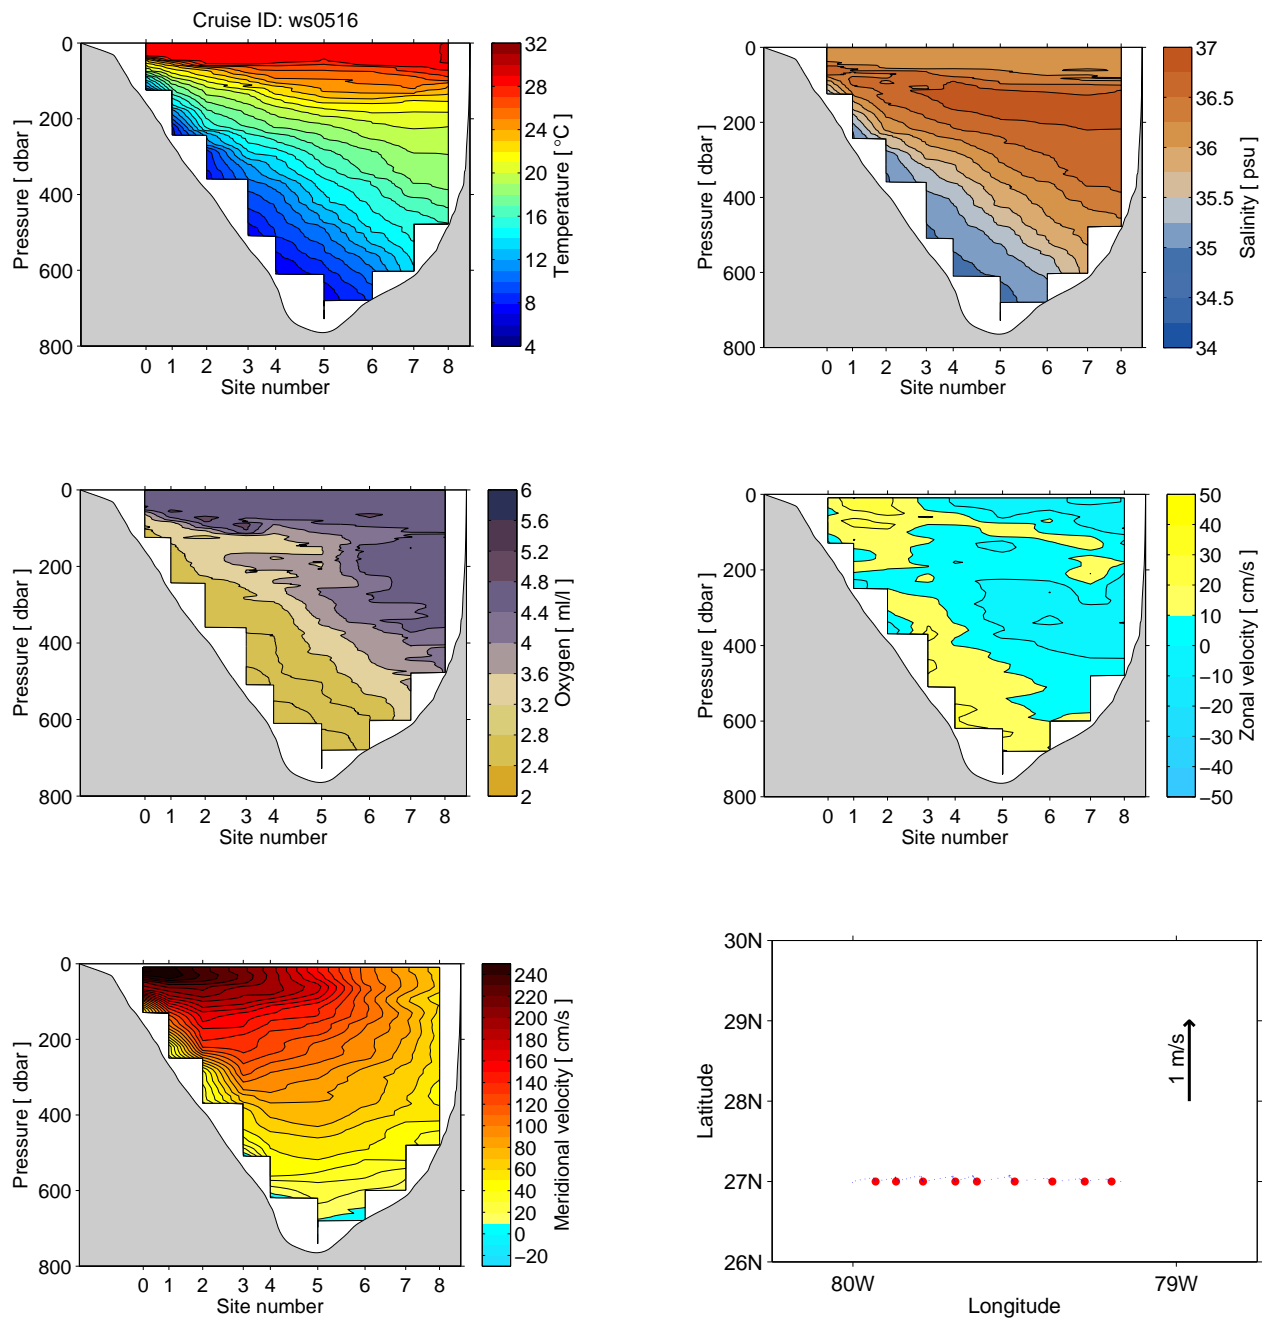 Cruise ID: ws0516
0
200
400
600
800
Pressure [ dbar ]
0 1 2 3 4 5 6 7 8
Site number
32
28
24
20
16
12
8
4
Temperature [ °C ]
0
200
400
600
800
Pressure [ dbar ]
0 1 2 3 4 5 6 7 8
Site number
37
36.5
36
35.5
35
34.5
34
Salinity [ psu ]
0
200
400
600
800
Pressure [ dbar ]
0 1 2 3 4 5 6 7 8
Site number
6
5.6
5.2
4.8
4.4
4
3.6
3.2
2.8
2.4
2
Oxygen [ ml/l ]
0
200
400
600
800
Pressure [ dbar ]
0 1 2 3 4 5 6 7 8
Site number
50
40
30
20
10
0
−10
−20
−30
−40
−50
Zonal velocity [ cm/s ]
0
200
400
600
800
Pressure [ dbar ]
0 1 2 3 4 5 6 7 8
Site number
240
220
200
180
160
140
120
100
80
60
40
20
0
−20
Meridional velocity [ cm/s ]
30N
29N
28N
27N
26N
Latitude
1 m/s
80W 79W
Longitude